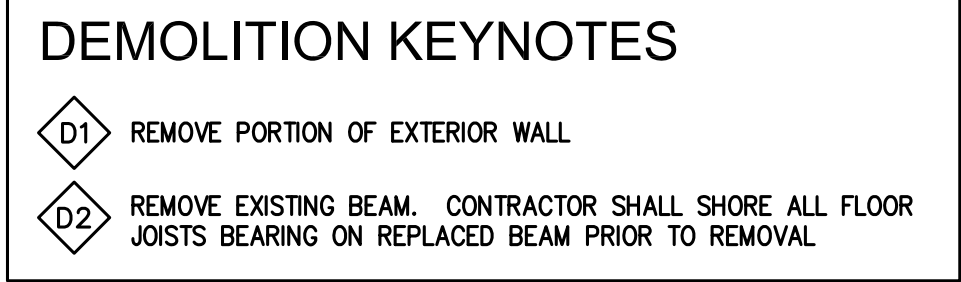 DEMOLITION KEYNOTES
D1 REMOVE PORTION OF EXTERIOR WALL
D2 REMOVE EXISTING BEAM. CONTRACTOR SHALL SHORE ALL FLOOR
JOISTS BEARING ON REPLACED BEAM PRIOR TO REMOVAL